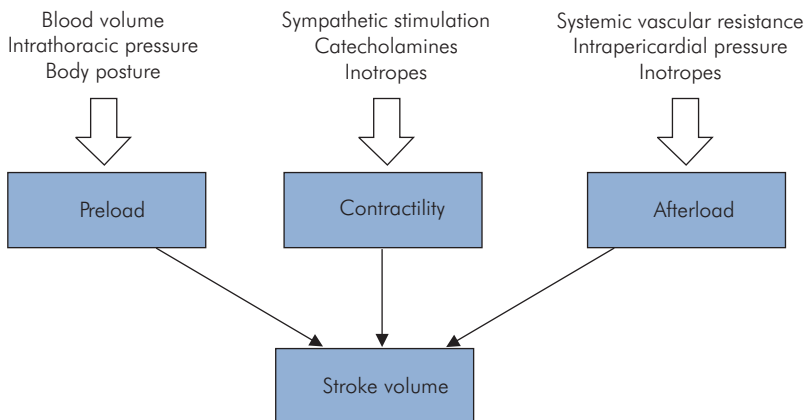 Blood volume
Intrathoracic pressure
Body posture
Sympathetic stimulation
Catecholamines
Inotropes
Systemic vascular resistance
Intrapericardial pressure
Inotropes
Preload
Contractility
Afterload
Stroke volume